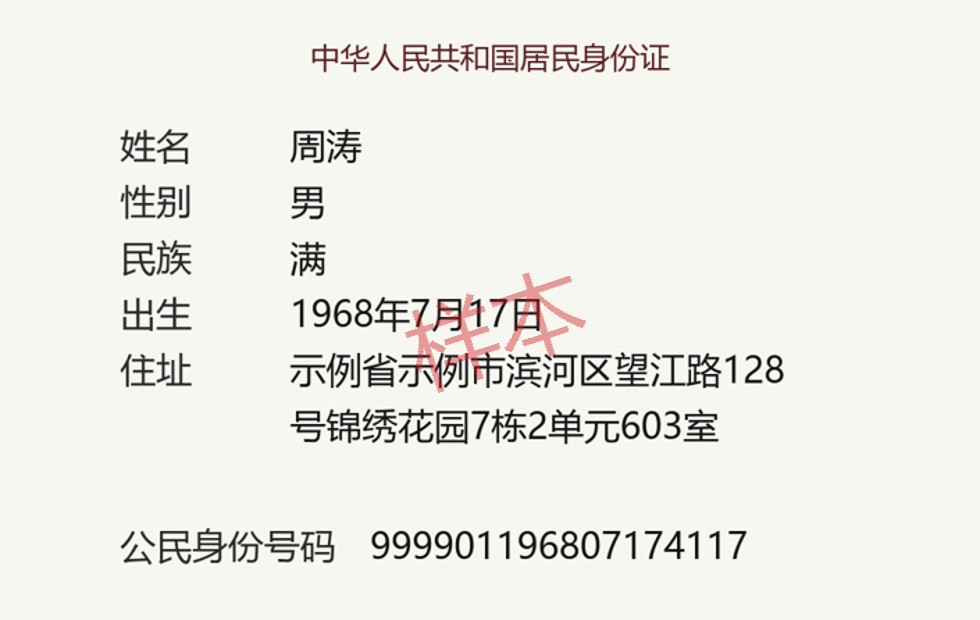 中华人民共和国居民身份证
姓名 周涛
性别 男
民族 满
出生 1968年7月17日
住址 示例省示例市滨河区望江路128
号锦绣花园7栋2单元603室
样本
公民身份号码 999901196807174117